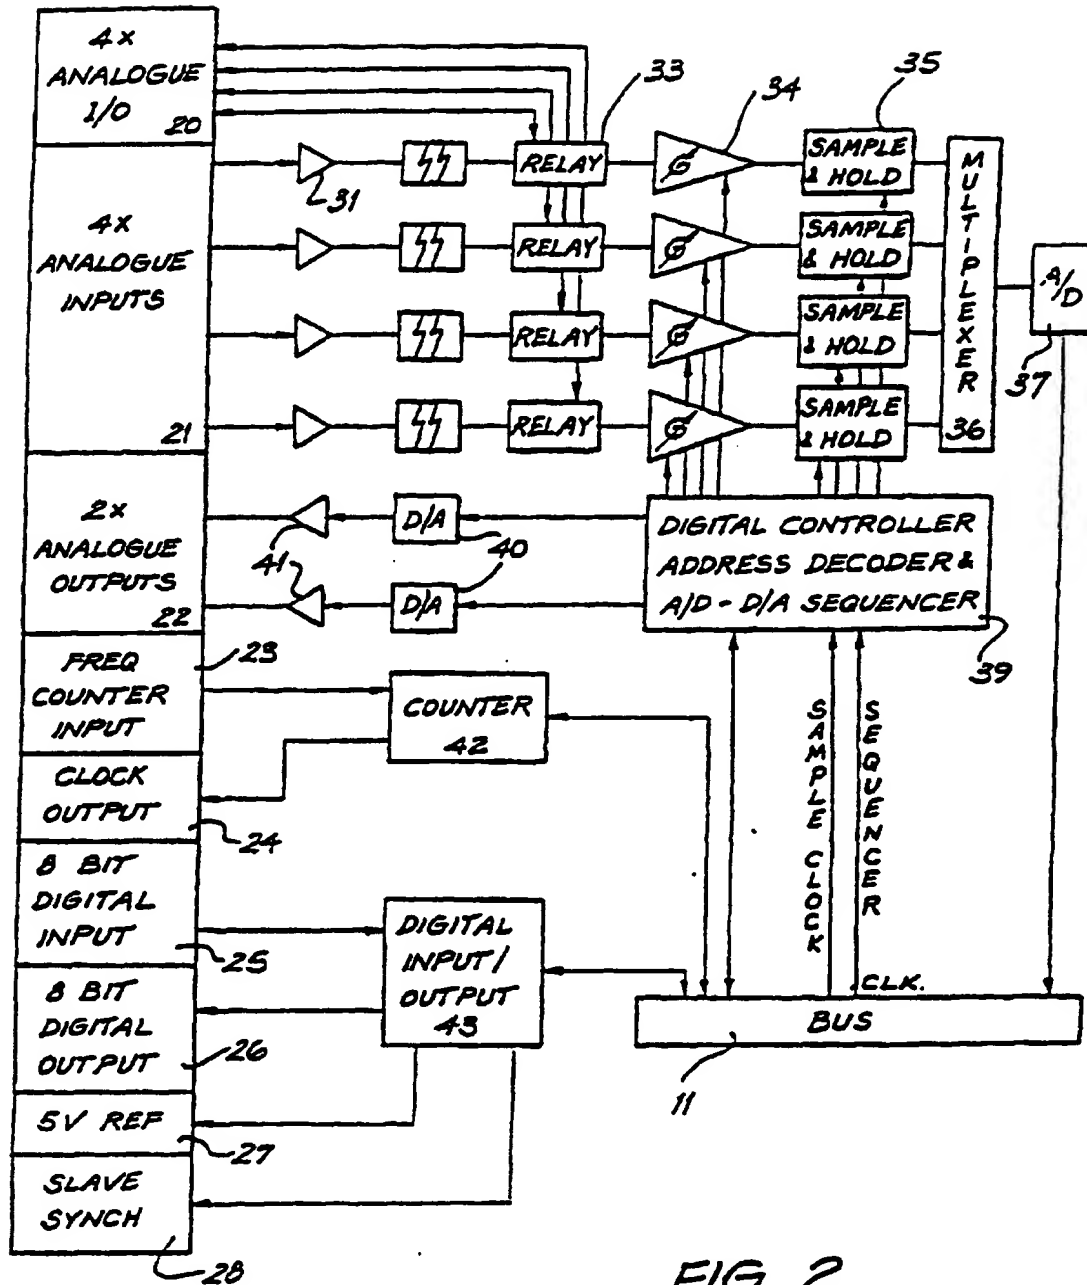 4x
ANALOGUE
I/O
20
4x
ANALOGUE
INPUTS
21
2x
ANALOGUE
OUTPUTS
22
FREQ
COUNTER
INPUT
23
CLOCK
OUTPUT
24
8 BIT
DIGITAL
INPUT
25
8 BIT
DIGITAL
OUTPUT
26
5V REF
27
SLAVE
SYNCH
28
31
RELAY
RELAY
RELAY
RELAY
33
G
G
G
G
34
35
SAMPLE
& HOLD
SAMPLE
& HOLD
SAMPLE
& HOLD
SAMPLE
& HOLD
MULTIPLEXER
36
A/D
37
D/A
40
41
D/A
41
DIGITAL CONTROLLER
ADDRESS DECODER &
A/D - D/A SEQUENCER
39
COUNTER
42
DIGITAL
INPUT/
OUTPUT
43
SAMPLE CLOCK
SEQUENCER
CLK.
BUS
11
FIG. 2